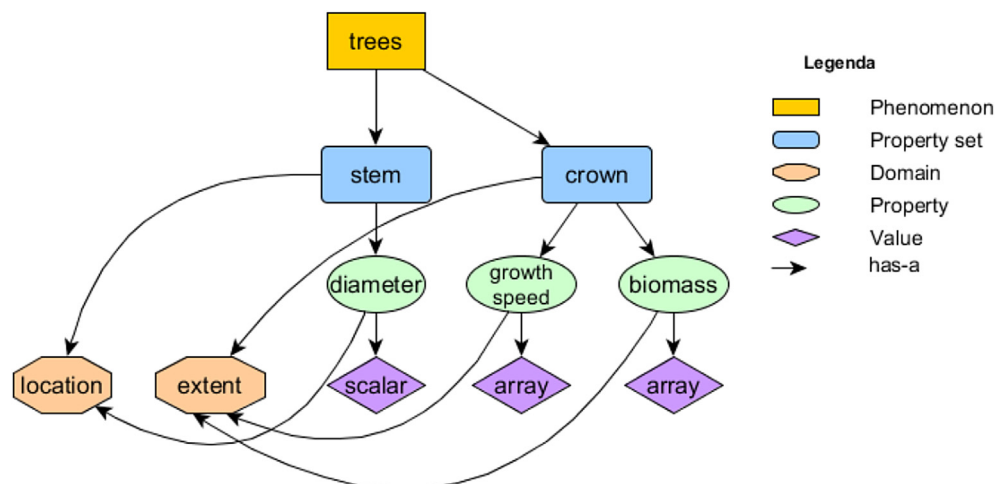 trees
Legenda
Phenomenon
Property set
Domain
Property
Value
has-a
stem
crown
diameter
growth
speed
biomass
location
extent
scalar
array
array